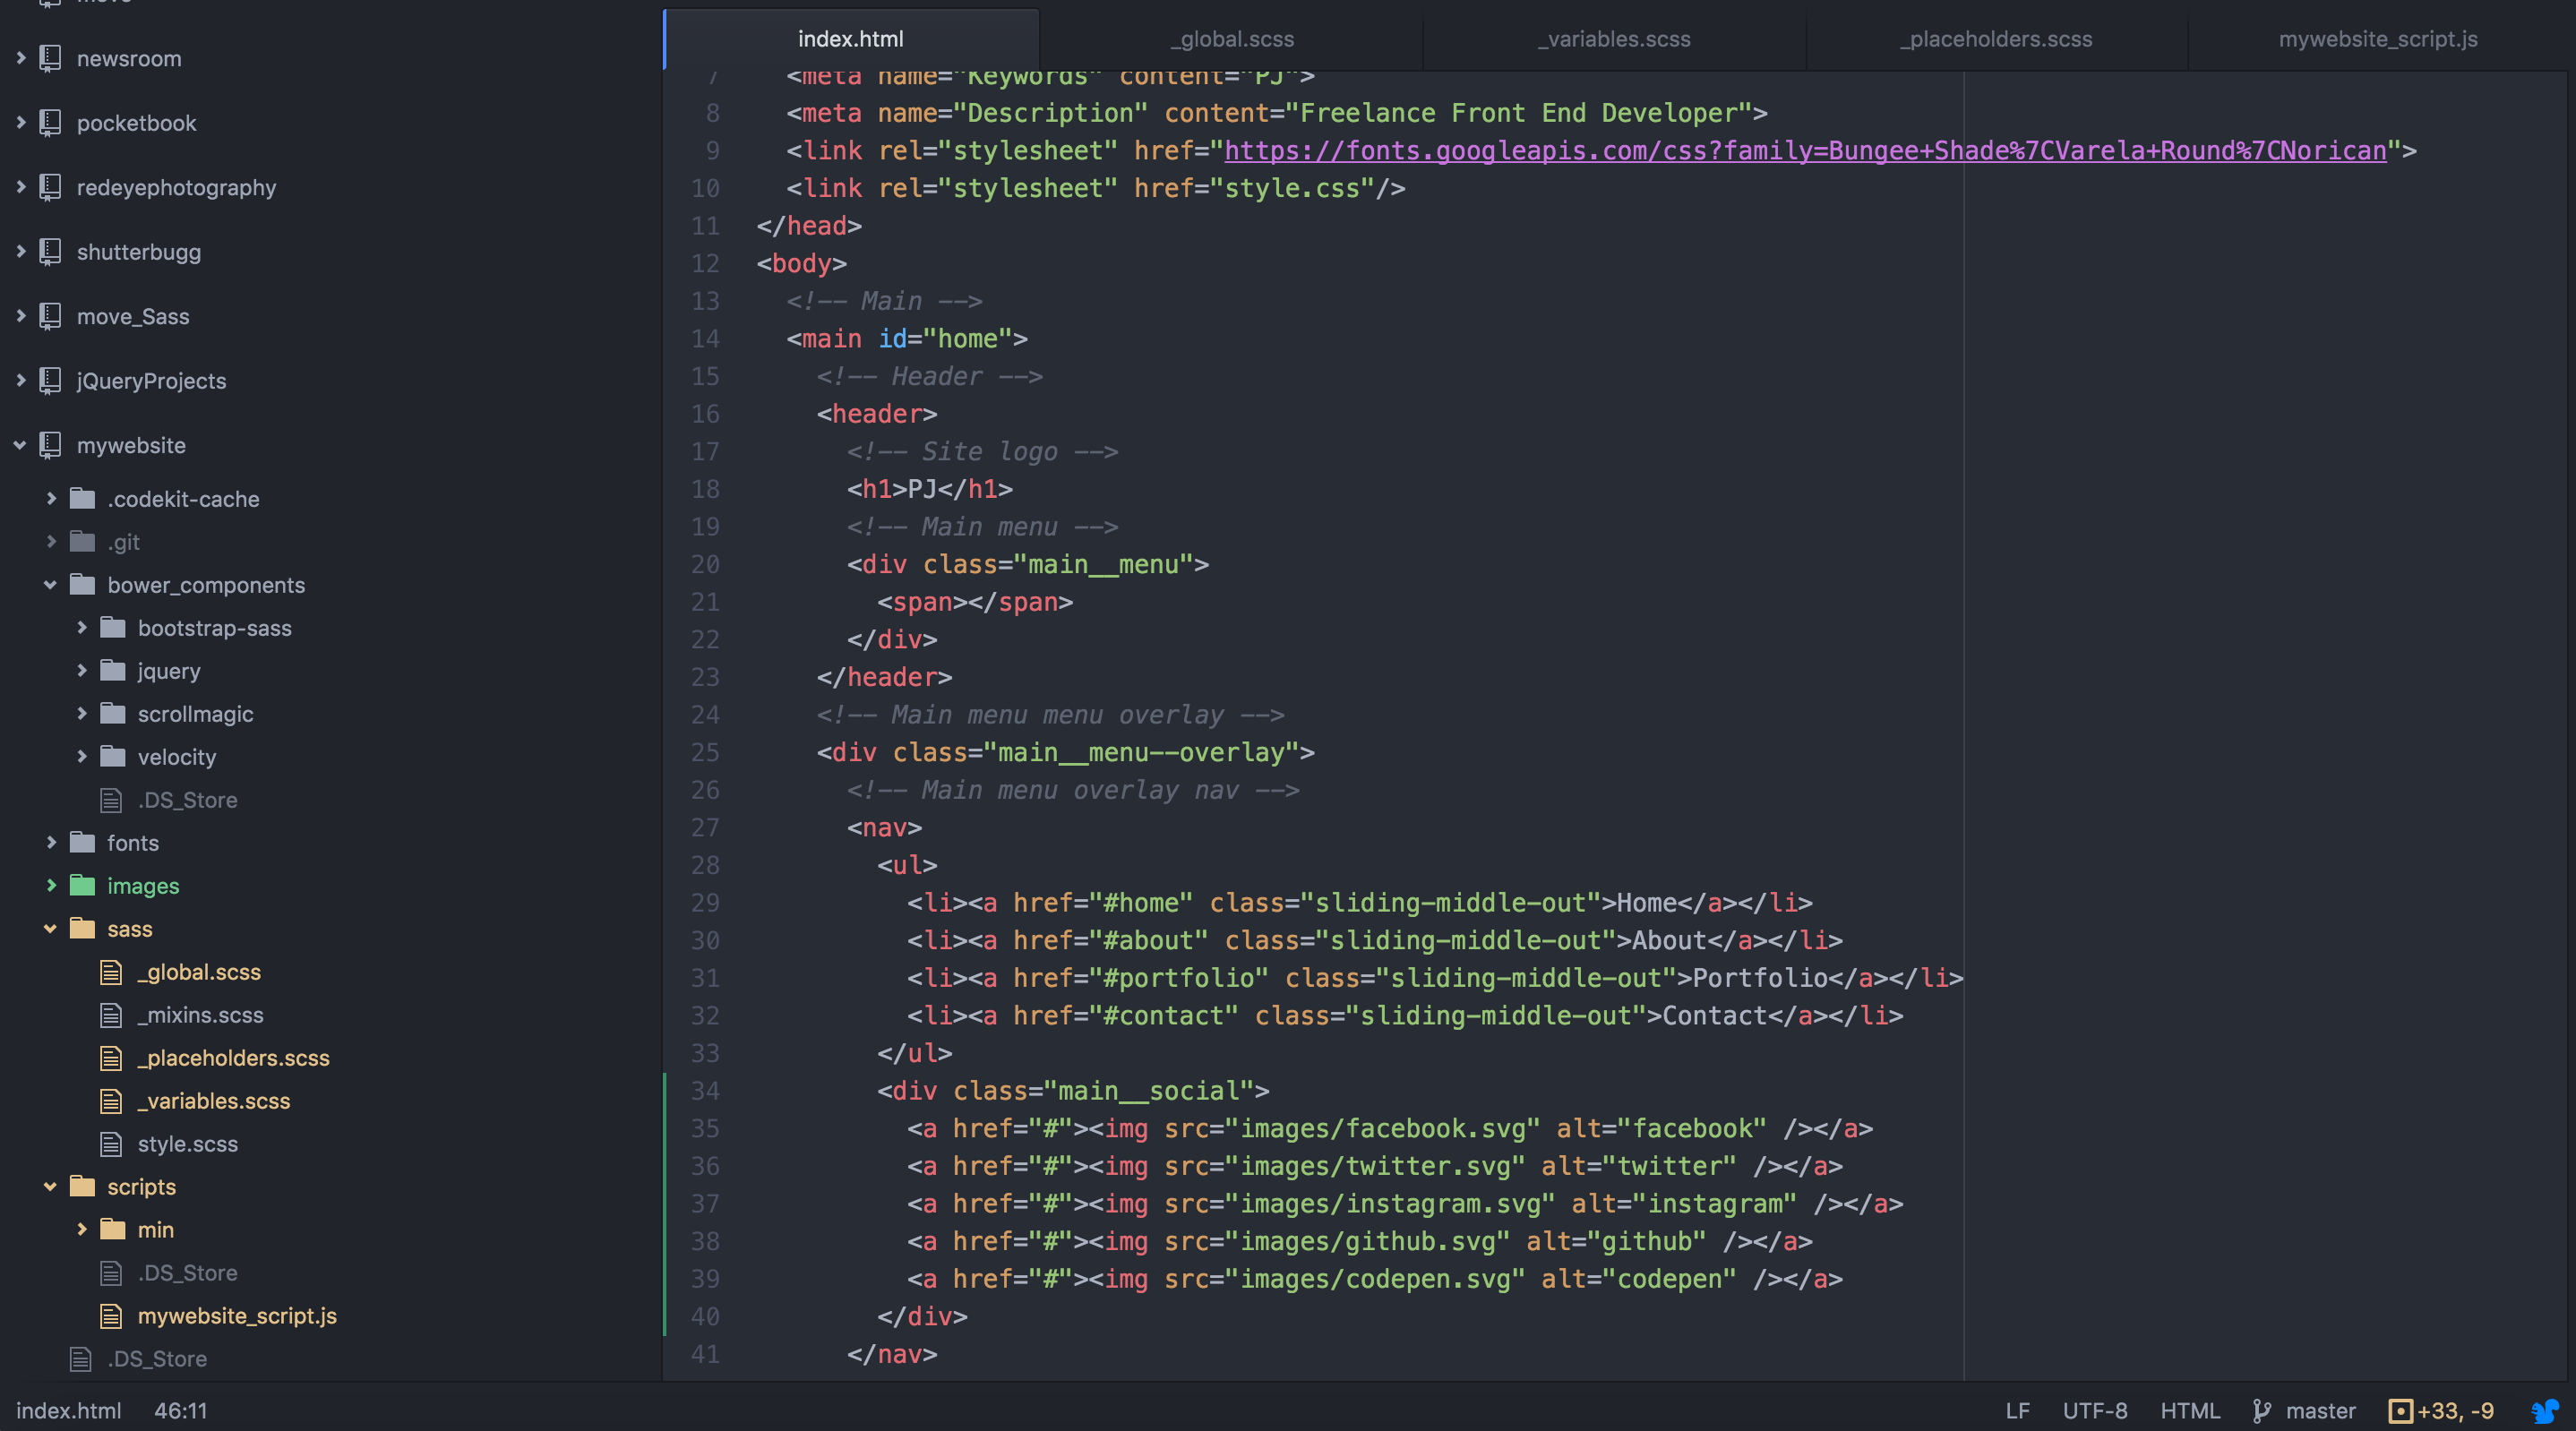 move
newsroom
pocketbook
redeyephotography
shutterbugg
move_Sass
jQueryProjects
mywebsite
.codekit-cache
.git
bower_components
bootstrap-sass
jquery
scrollmagic
velocity
.DS_Store
fonts
images
sass
_global.scss
_mixins.scss
_placeholders.scss
_variables.scss
style.scss
scripts
min
.DS_Store
mywebsite_script.js
.DS_Store
index.html _global.scss _variables.scss _placeholders.scss mywebsite_script.js
7 <meta name="Keywords" content="PJ">
8 <meta name="Description" content="Freelance Front End Developer">
9 <link rel="stylesheet" href="https://fonts.googleapis.com/css?family=Bungee+Shade%7CVarela+Round%7CNorican">
10 <link rel="stylesheet" href="style.css"/>
11 </head>
12 <body>
13 <!-- Main -->
14 <main id="home">
15 <!-- Header -->
16 <header>
17 <!-- Site logo -->
18 <h1>PJ</h1>
19 <!-- Main menu -->
20 <div class="main__menu">
21 <span></span>
22 </div>
23 </header>
24 <!-- Main menu menu overlay -->
25 <div class="main__menu--overlay">
26 <!-- Main menu overlay nav -->
27 <nav>
28 <ul>
29 <li><a href="#home" class="sliding-middle-out">Home</a></li>
30 <li><a href="#about" class="sliding-middle-out">About</a></li>
31 <li><a href="#portfolio" class="sliding-middle-out">Portfolio</a></li>
32 <li><a href="#contact" class="sliding-middle-out">Contact</a></li>
33 </ul>
34 <div class="main__social">
35 <a href="#"><img src="images/facebook.svg" alt="facebook" /></a>
36 <a href="#"><img src="images/twitter.svg" alt="twitter" /></a>
37 <a href="#"><img src="images/instagram.svg" alt="instagram" /></a>
38 <a href="#"><img src="images/github.svg" alt="github" /></a>
39 <a href="#"><img src="images/codepen.svg" alt="codepen" /></a>
40 </div>
41 </nav>
index.html 46:11 LF UTF-8 HTML master +33, -9